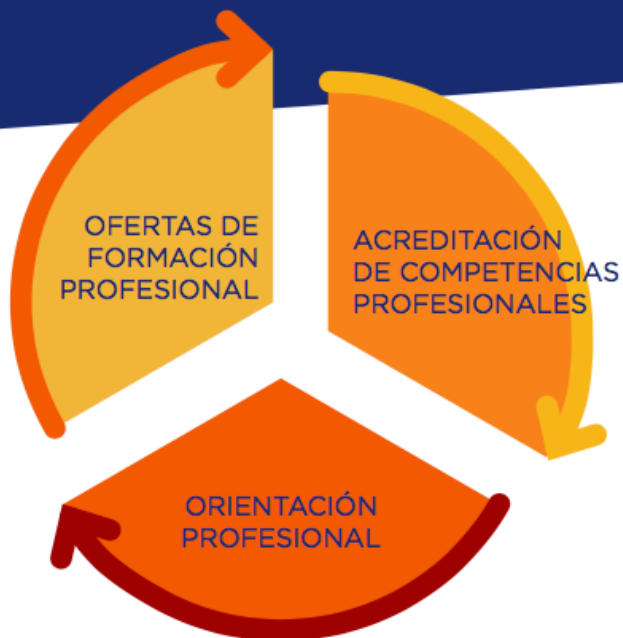 OFERTAS DE
FORMACIÓN
PROFESIONAL
ACREDITACIÓN
DE COMPETENCIAS
PROFESIONALES
ORIENTACIÓN
PROFESIONAL